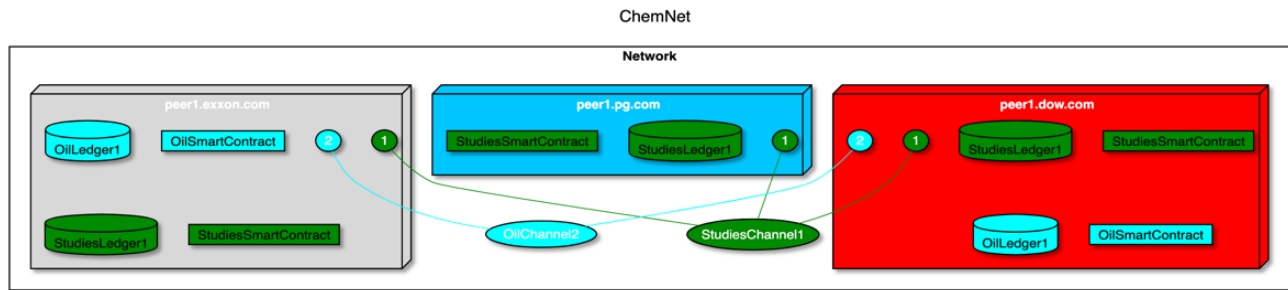 ChemNet
Network
peer1.exxon.com
OilLedger1
OilSmartContract
2
1
StudiesLedger1
StudiesSmartContract
peer1.pg.com
StudiesSmartContract
StudiesLedger1
1
peer1.dow.com
2
1
StudiesLedger1
StudiesSmartContract
OilLedger1
OilSmartContract
OilChannel2
StudiesChannel1